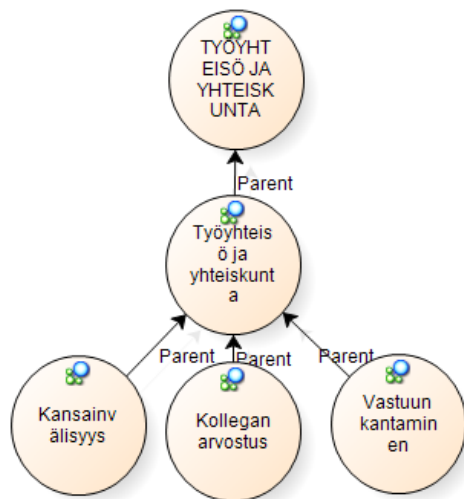 TYÖYHT
EISÖ JA
YHTEISK
UNTA
Parent
Työyhteis
ö ja
yhteiskunt
a
Parent
Parent
Parent
Kansainv
älisyys
Kollegan
arvostus
Vastuun
kantamin
en